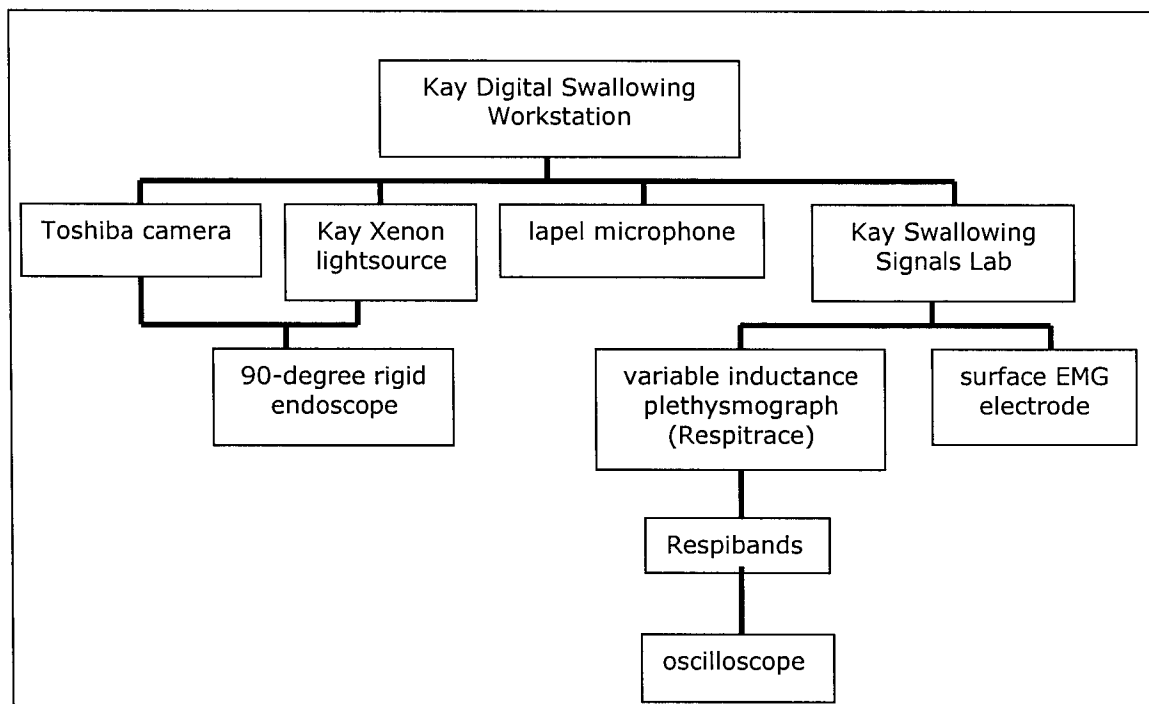 Kay Digital Swallowing
Workstation
Toshiba camera
Kay Xenon
lightsource
lapel microphone
Kay Swallowing
Signals Lab
90-degree rigid
endoscope
variable inductance
plethysmograph
(Respitrace)
surface EMG
electrode
Respibands
oscilloscope